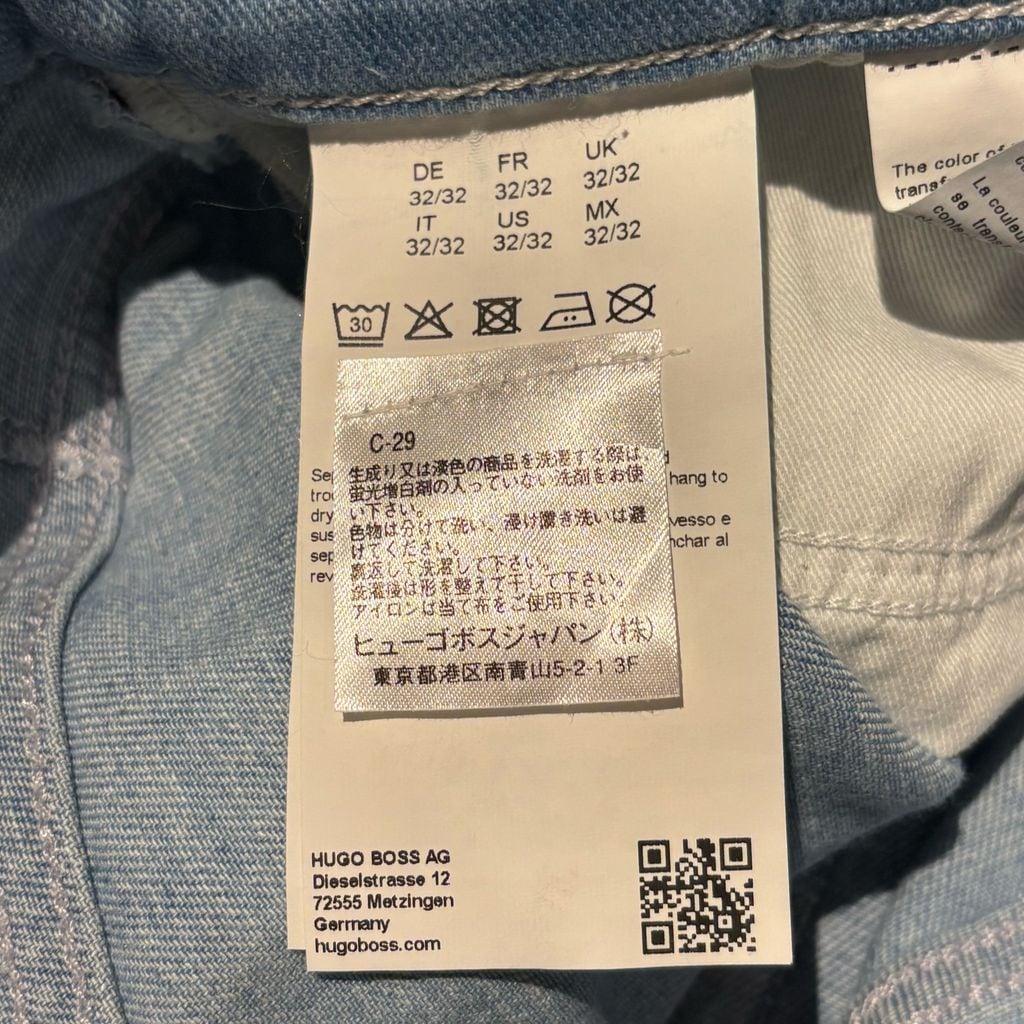 DE FR UK*
32/32 32/32 32/32
IT US MX
32/32 32/32 32/32
30
C-29
生成り又は淡色の商品を洗濯する際は、
蛍光増白剤の入っていない洗剤をお使
い下さい。
色物は分けて洗い、浸け置き洗いは避
けてください。
裏返して洗濯して下さい。
洗濯後は形を整えて干して下さい。
アイロンは当て布をご使用下さい。
ヒューゴボスジャパン(株)
東京都港区南青山5-2-1 3F
hang to
dry
HUGO BOSS AG
Dieselstrasse 12
72555 Metzingen
Germany
hugoboss.com
The color of
La couleur
se